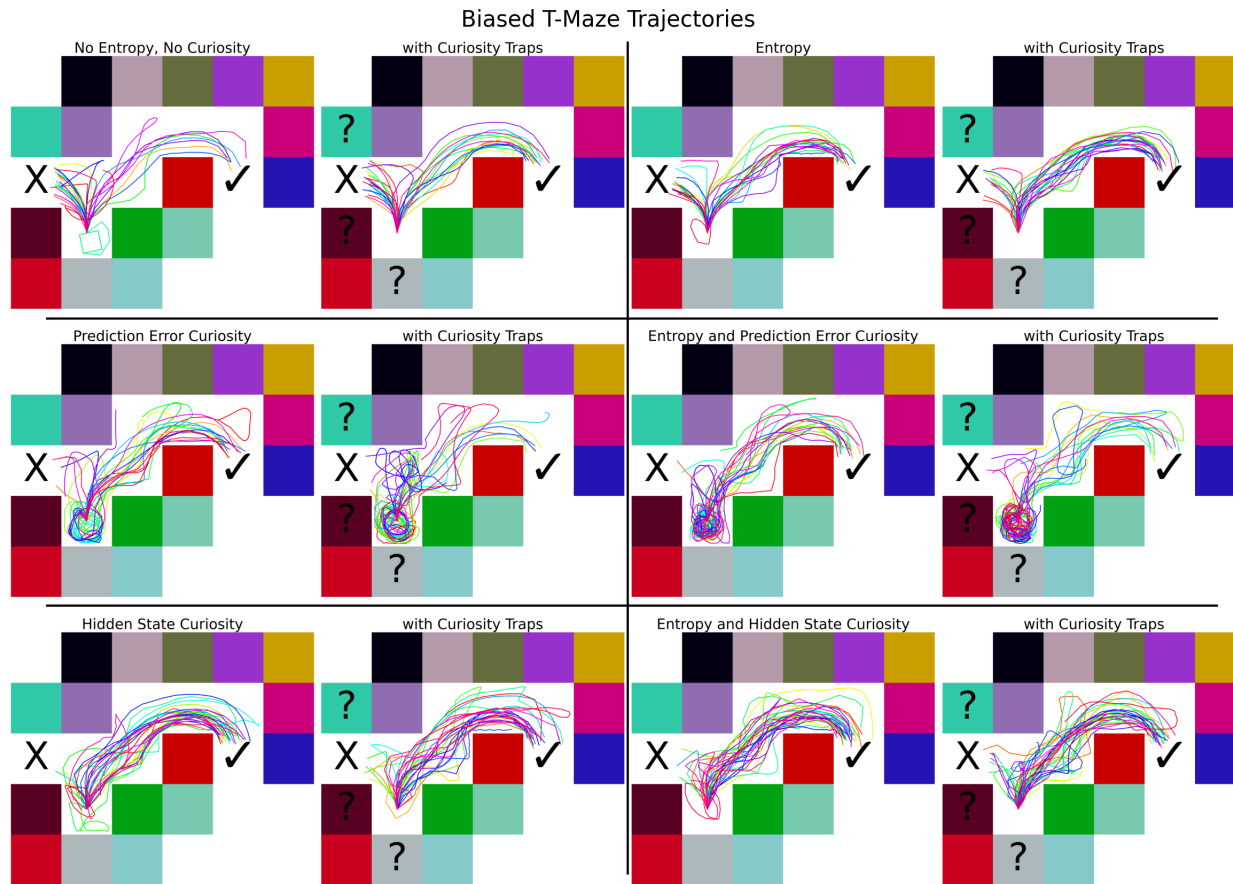 Biased T-Maze Trajectories
No Entropy, No Curiosity
with Curiosity Traps
Entropy
with Curiosity Traps
?
?
X
✓
X
✓
X
✓
X
✓
?
?
?
?
Prediction Error Curiosity
with Curiosity Traps
Entropy and Prediction Error Curiosity
with Curiosity Traps
?
?
X
✓
X
✓
X
✓
X
✓
?
?
?
?
Hidden State Curiosity
with Curiosity Traps
Entropy and Hidden State Curiosity
with Curiosity Traps
?
?
X
✓
X
✓
X
✓
X
✓
?
?
?
?